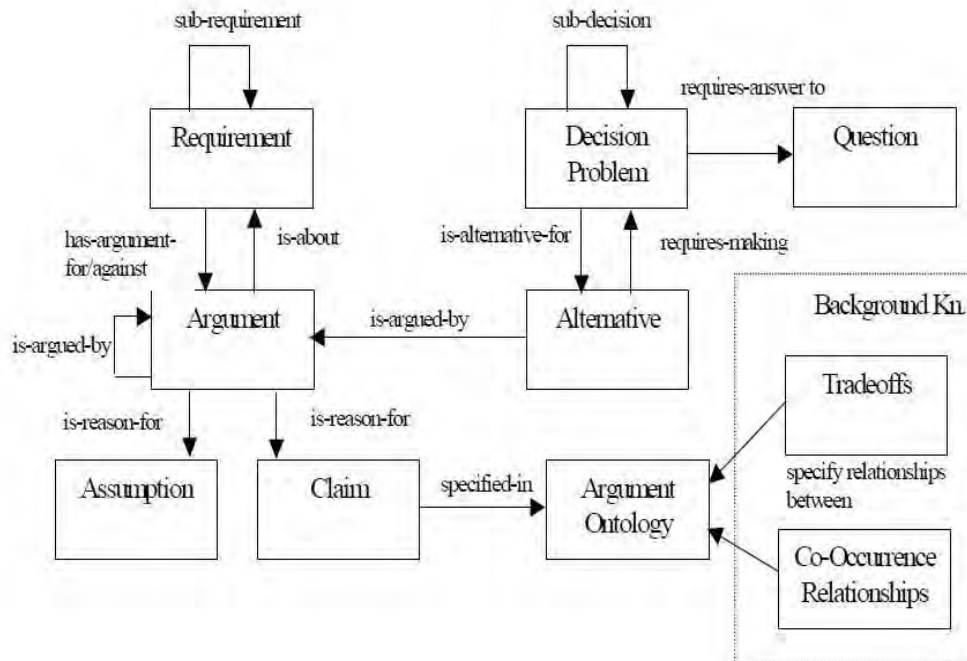 sub-requirement
sub-decision
requires-answer to
Requirement
Decision
Problem
Question
has-argument-
for/against
is-about
is-alternative-for
requires-making
Background Kn.
is-argued-by
Argument
is-argued-by
Alternative
Tradeoffs
is-reason-for
is-reason-for
specify relationships
between
Assumption
Claim
specified-in
Argument
Ontology
Co-Occurrence
Relationships